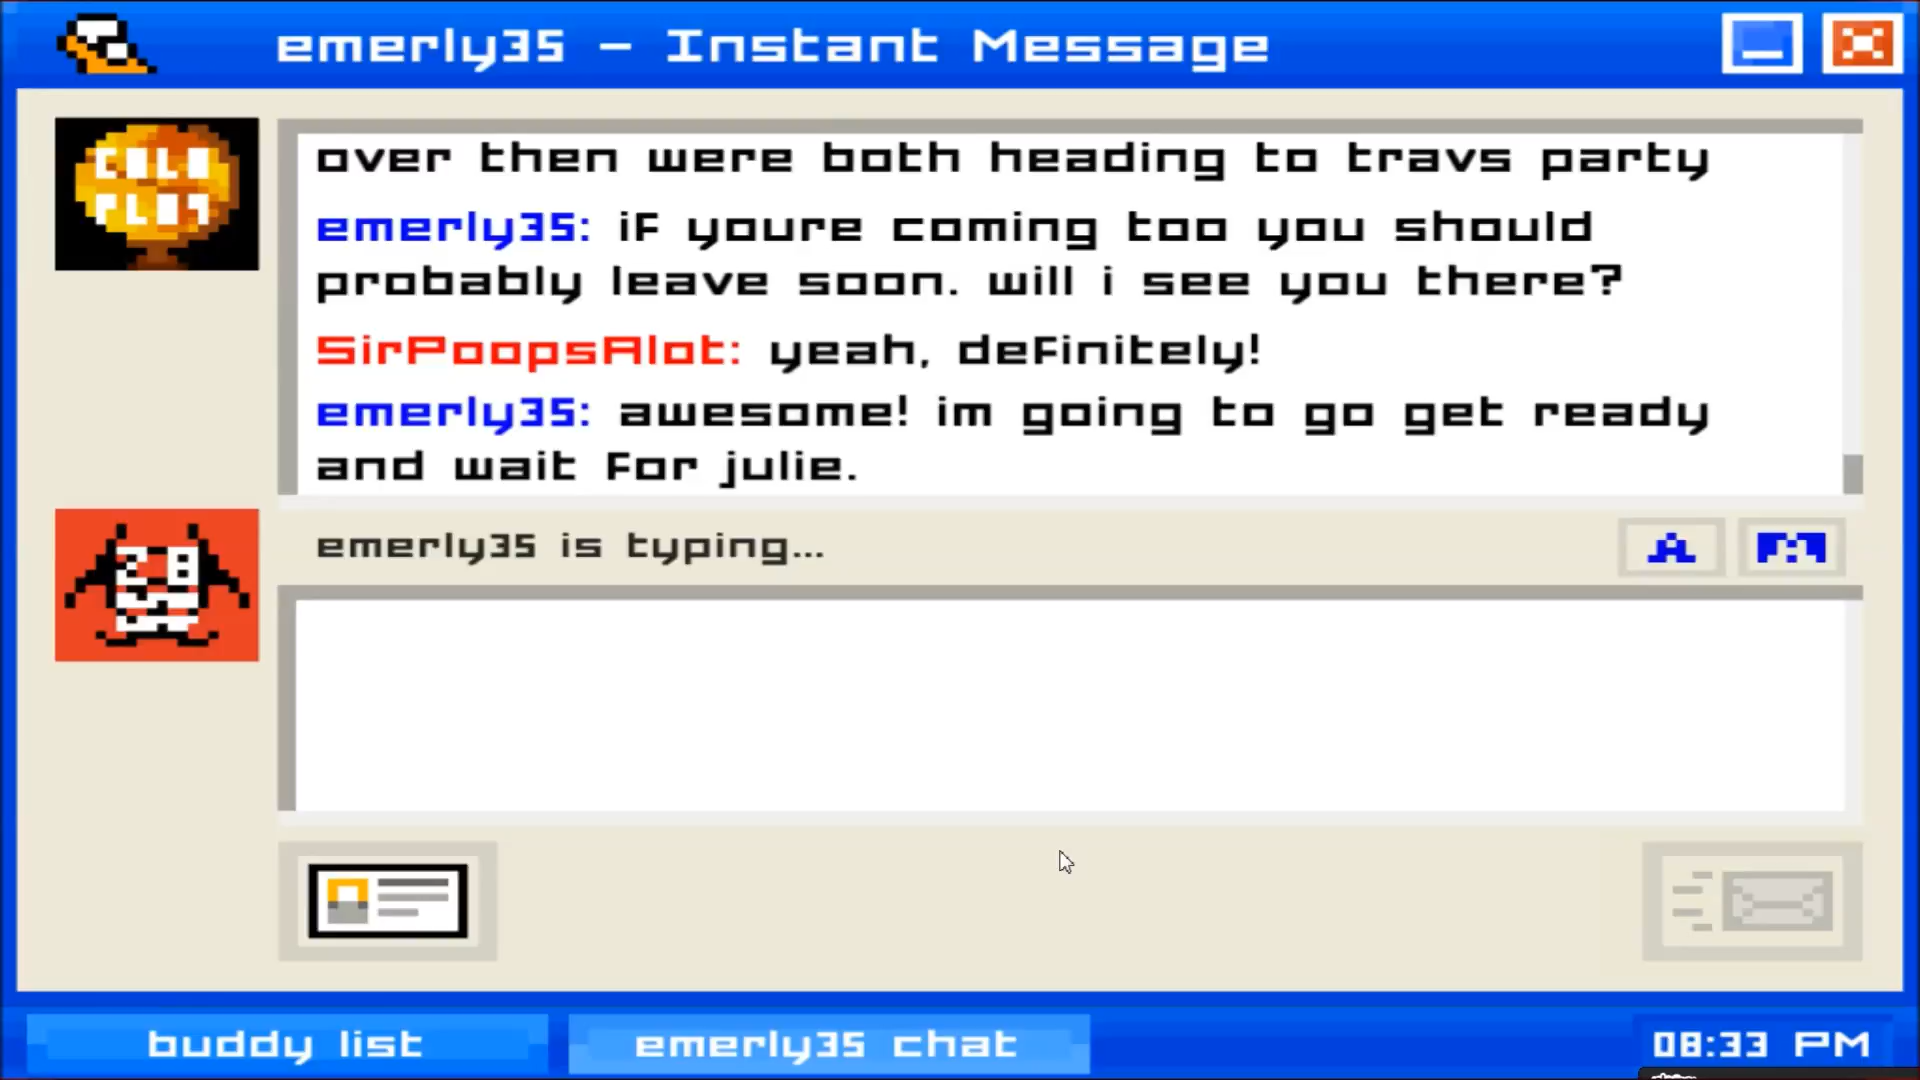 emerly35 - Instant Message
COLD
PLAY
over then were both heading to travs party
emerly35: if youre coming too you should
probably leave soon. will i see you there?
SirPoopsAlot: yeah, definitely!
emerly35: awesome! im going to go get ready
and wait for julie.
emerly35 is typing...
A
buddy list
emerly35 chat
08:33 PM